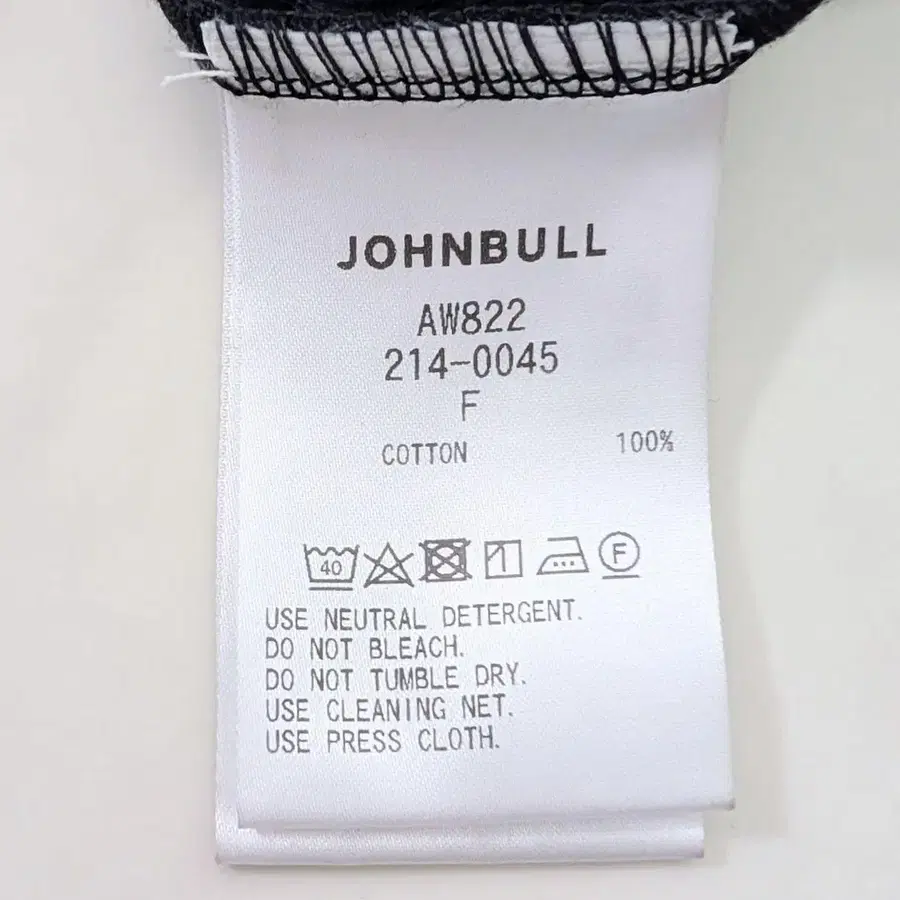 JOHNBULL
AW822
214-0045
F
COTTON 100%
40 F
USE NEUTRAL DETERGENT.
DO NOT BLEACH.
DO NOT TUMBLE DRY.
USE CLEANING NET.
USE PRESS CLOTH.